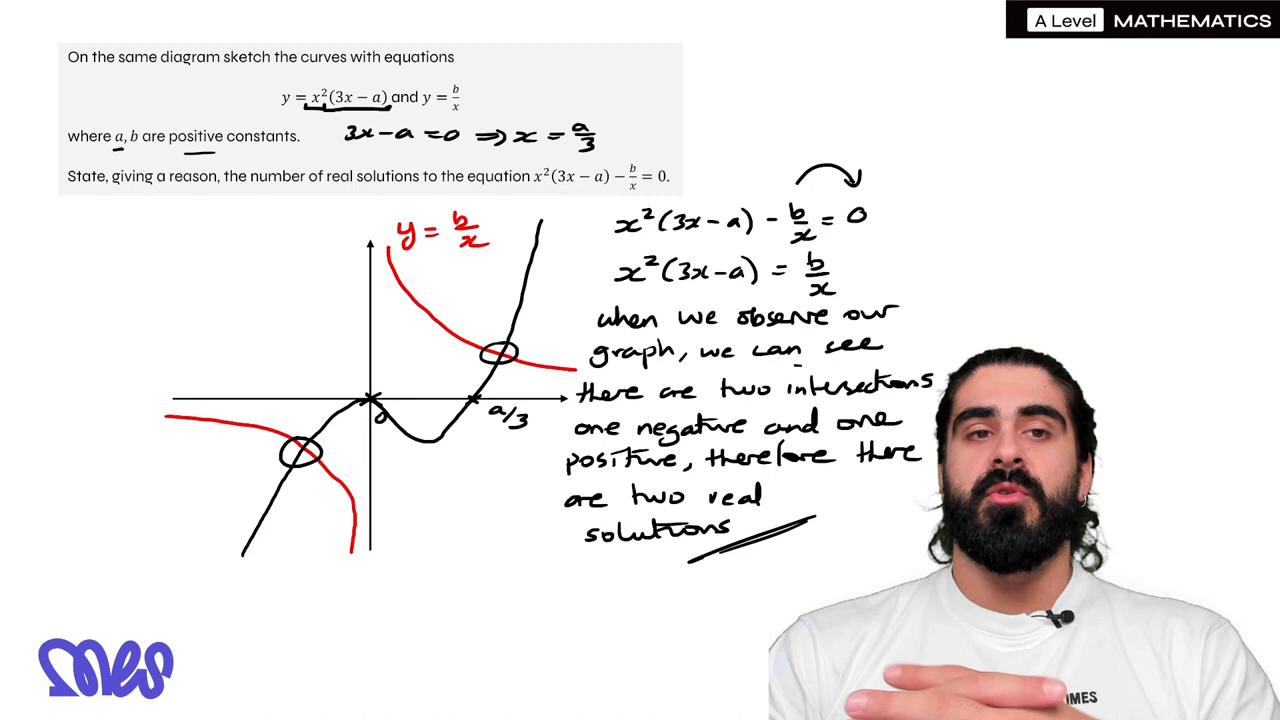 A Level MATHEMATICS
On the same diagram sketch the curves with equations
y = x²(3x − a) and y = b/x
where a, b are positive constants. 3x-a=0 ⇒ x = a/3
State, giving a reason, the number of real solutions to the equation x²(3x − a) − b/x = 0.
y = b/x
x²(3x-a) - b/x = 0
x²(3x-a) = b/x
when we observe our
graph, we can see
there are two intersections
one negative and one
positive, therefore there
are two real
solutions
0
a/3
IMES